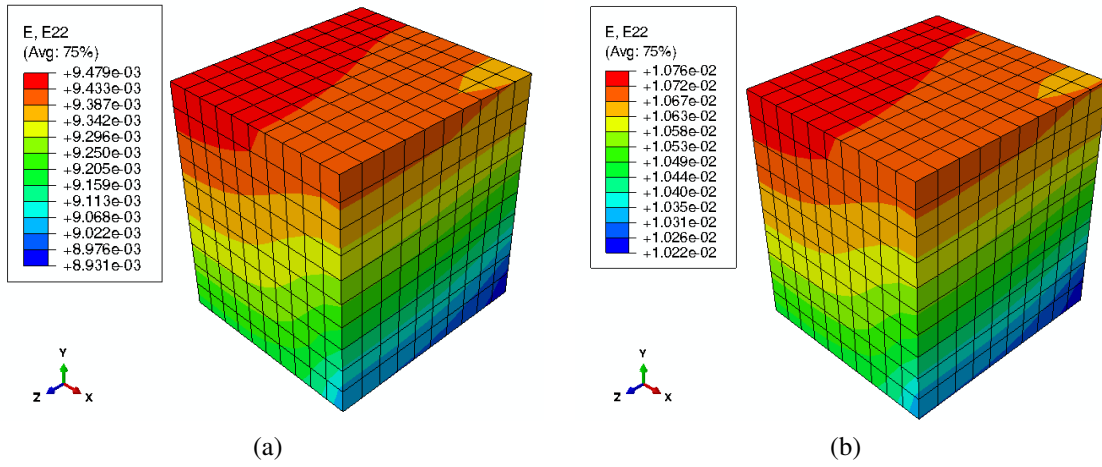 E, E22
(Avg: 75%)
+9.479e-03
+9.433e-03
+9.387e-03
+9.342e-03
+9.296e-03
+9.250e-03
+9.205e-03
+9.159e-03
+9.113e-03
+9.068e-03
+9.022e-03
+8.976e-03
+8.931e-03
Y
Z
X
(a)
E, E22
(Avg: 75%)
+1.076e-02
+1.072e-02
+1.067e-02
+1.063e-02
+1.058e-02
+1.053e-02
+1.049e-02
+1.044e-02
+1.040e-02
+1.035e-02
+1.031e-02
+1.026e-02
+1.022e-02
Y
Z
X
(b)